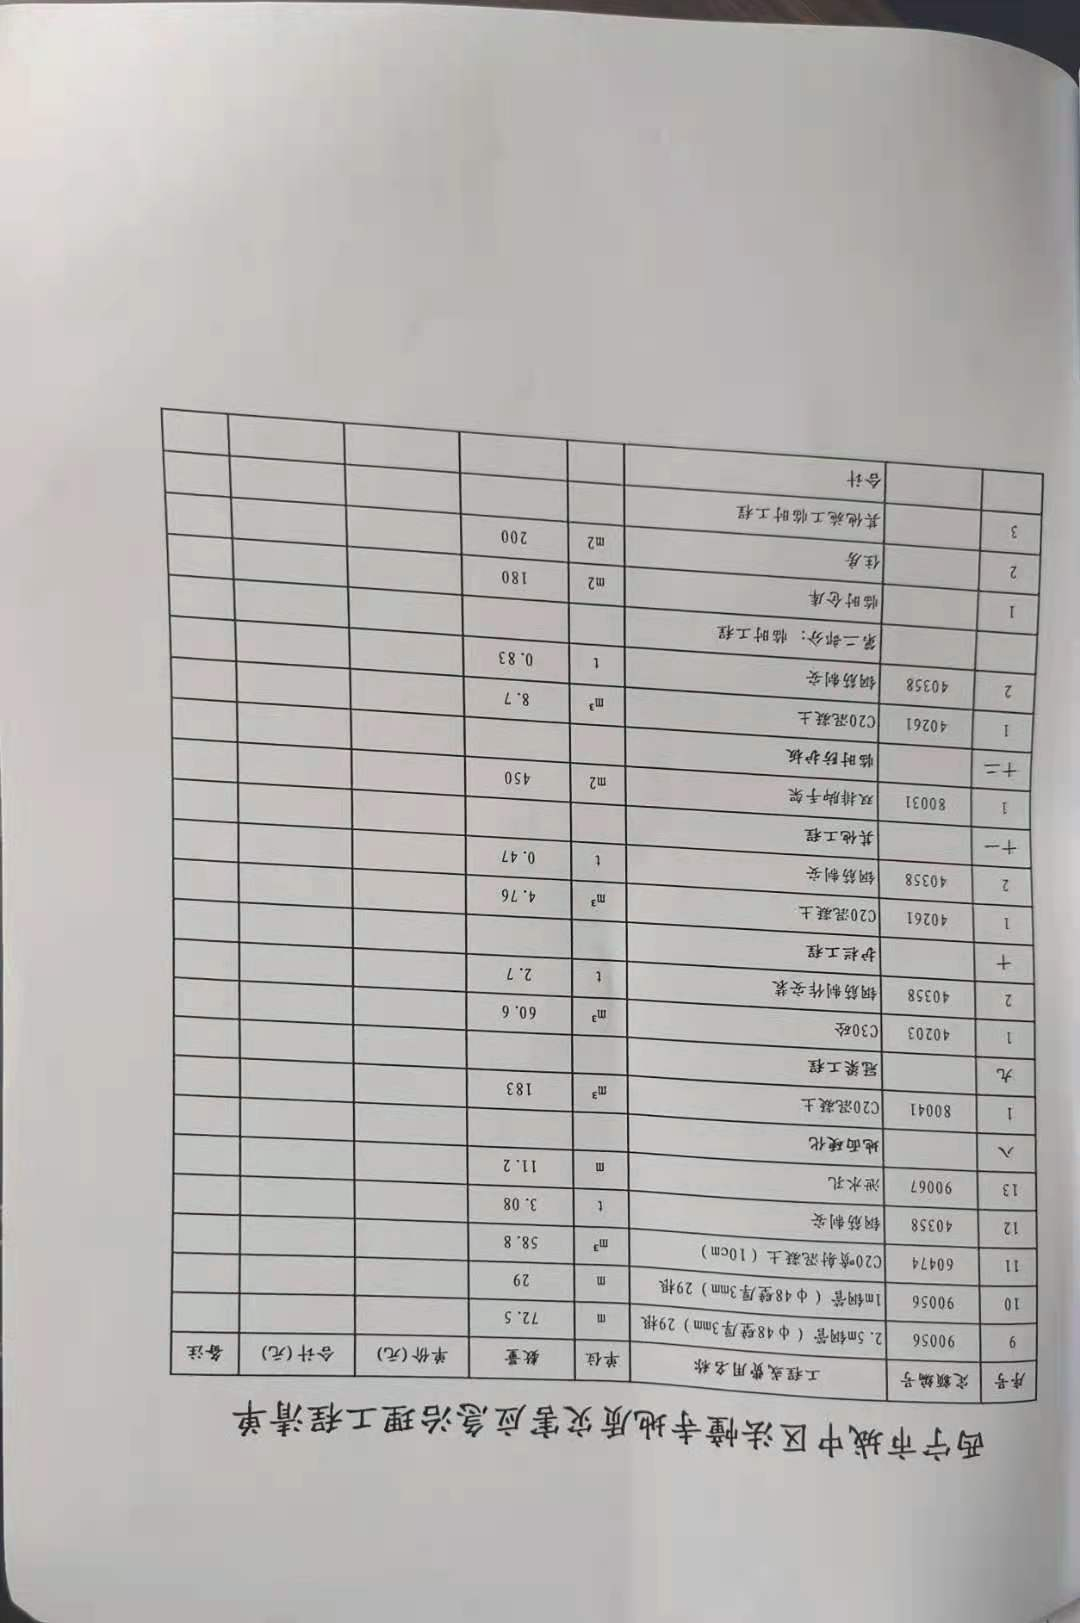 西宁市城中区法幢寺地质灾害应急治理工程清单
序号 定额编号 工程或费用名称 单位 数量 单价(元) 合计(元) 备注
9 90056 2.5m钢管(φ48壁厚3mm)29根 m 72.5
10 90056 1m钢管(φ48壁厚3mm)29根 m 29
11 60474 C20喷射混凝土(10cm) m³ 58.8
12 40358 钢筋制安 t 3.08
13 90067 泄水孔 m 11.2
八 地面硬化
1 80041 C20混凝土 m³ 183
九 冠梁工程
1 40203 C30砼 m³ 60.6
2 40358 钢筋制作安装 t 2.7
十 护栏工程
1 40261 C20混凝土 m³ 4.76
2 40358 钢筋制安 t 0.47
十一 其他工程
1 80031 双排脚手架 m2 450
十二 临时防护板
1 40261 C20混凝土 m³ 8.7
2 40358 钢筋制安 t 0.83
第二部分：临时工程
1 临时仓库 m2 180
2 住房 m2 200
3 其他施工临时工程
合计